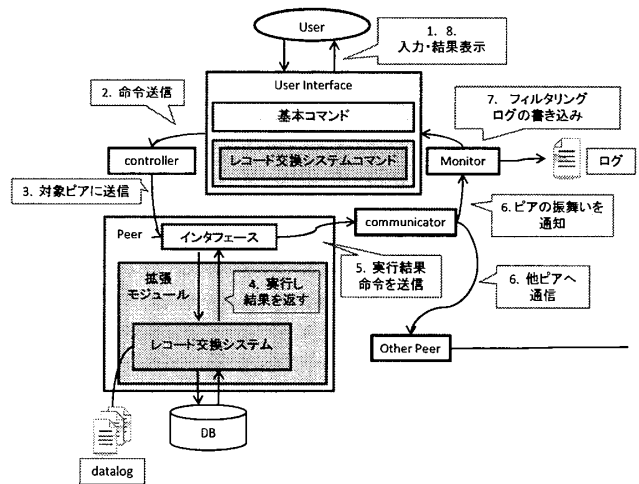 User
1. 8.
入力・結果表示
User Interface
2. 命令送信
基本コマンド
7. フィルタリング
ログの書き込み
controller
レコード交換システムコマンド
Monitor
ログ
3. 対象ピアに送信
Peer
インタフェース
communicator
6.ピアの振舞いを
通知
拡張
モジュール
4. 実行し
結果を返す
5. 実行結果
命令を送信
6. 他ピアへ
通信
レコード交換システム
Other Peer
DB
datalog